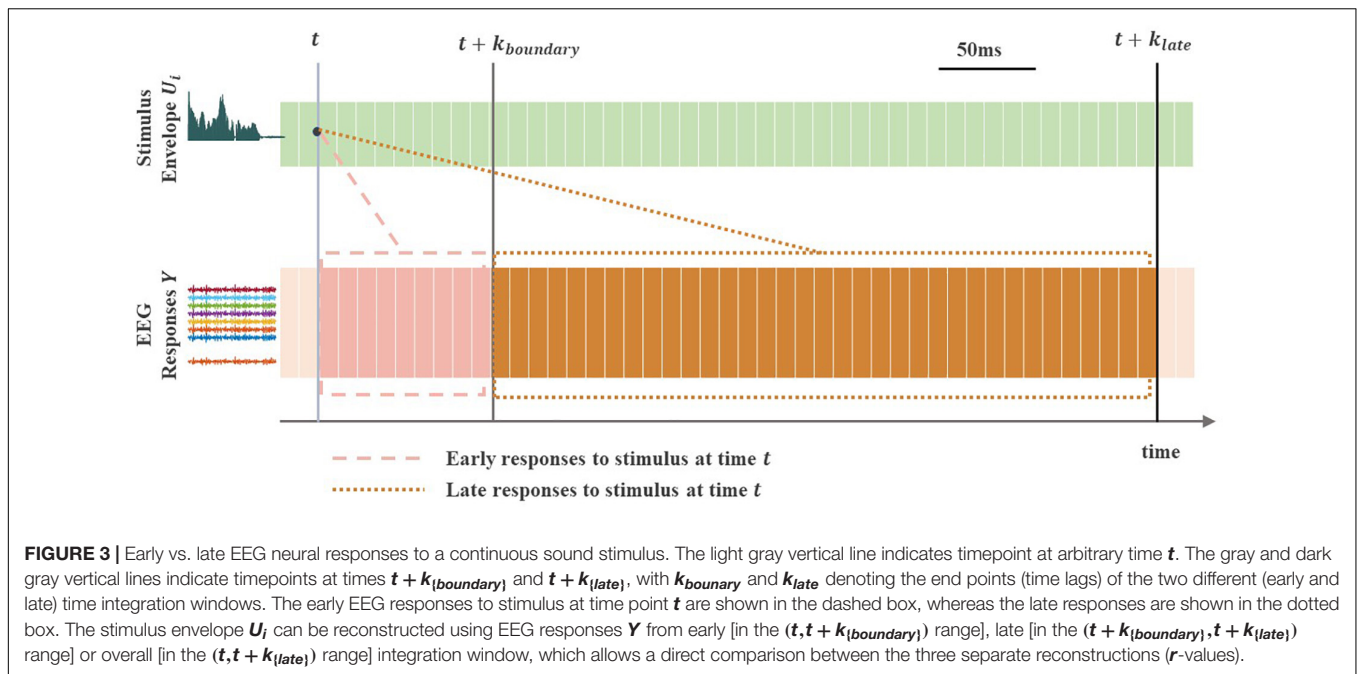 t
t + k_boundary
50ms
t + k_late
Stimulus
Envelope U_i
EEG
Responses Y
time
Early responses to stimulus at time t
Late responses to stimulus at time t
FIGURE 3 | Early vs. late EEG neural responses to a continuous sound stimulus. The light gray vertical line indicates timepoint at arbitrary time t. The gray and dark
gray vertical lines indicate timepoints at times t + k_{boundary} and t + k_{late}, with k_bounary and k_late denoting the end points (time lags) of the two different (early and
late) time integration windows. The early EEG responses to stimulus at time point t are shown in the dashed box, whereas the late responses are shown in the dotted
box. The stimulus envelope U_i can be reconstructed using EEG responses Y from early [in the (t,t + k_{boundary}) range], late [in the (t + k_{boundary},t + k_{late})
range] or overall [in the (t,t + k_{late}) range] integration window, which allows a direct comparison between the three separate reconstructions (r-values).